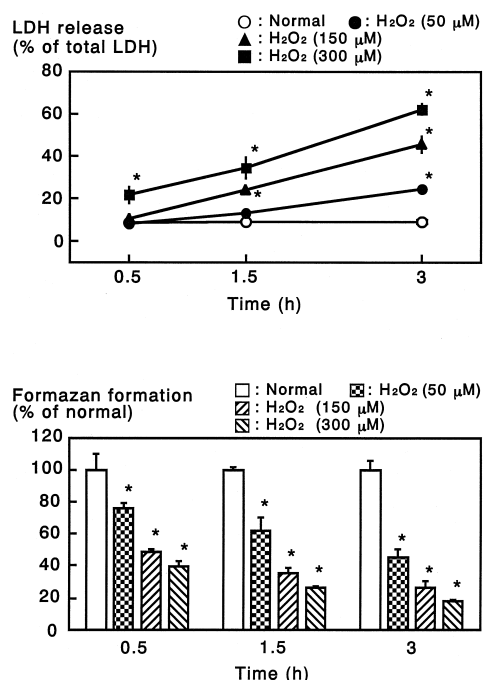 LDH release
(% of total LDH)
○ : Normal ● : H₂O₂ (50 μM)
▲ : H₂O₂ (150 μM)
■ : H₂O₂ (300 μM)
80
60
40
20
0
*
*
*
*
*
*
0.5 1.5 3
Time (h)
Formazan formation
(% of normal)
: Normal : H₂O₂ (50 μM)
: H₂O₂ (150 μM)
: H₂O₂ (300 μM)
120
100
80
60
40
20
0
* * *
* * *
* * *
0.5 1.5 3
Time (h)